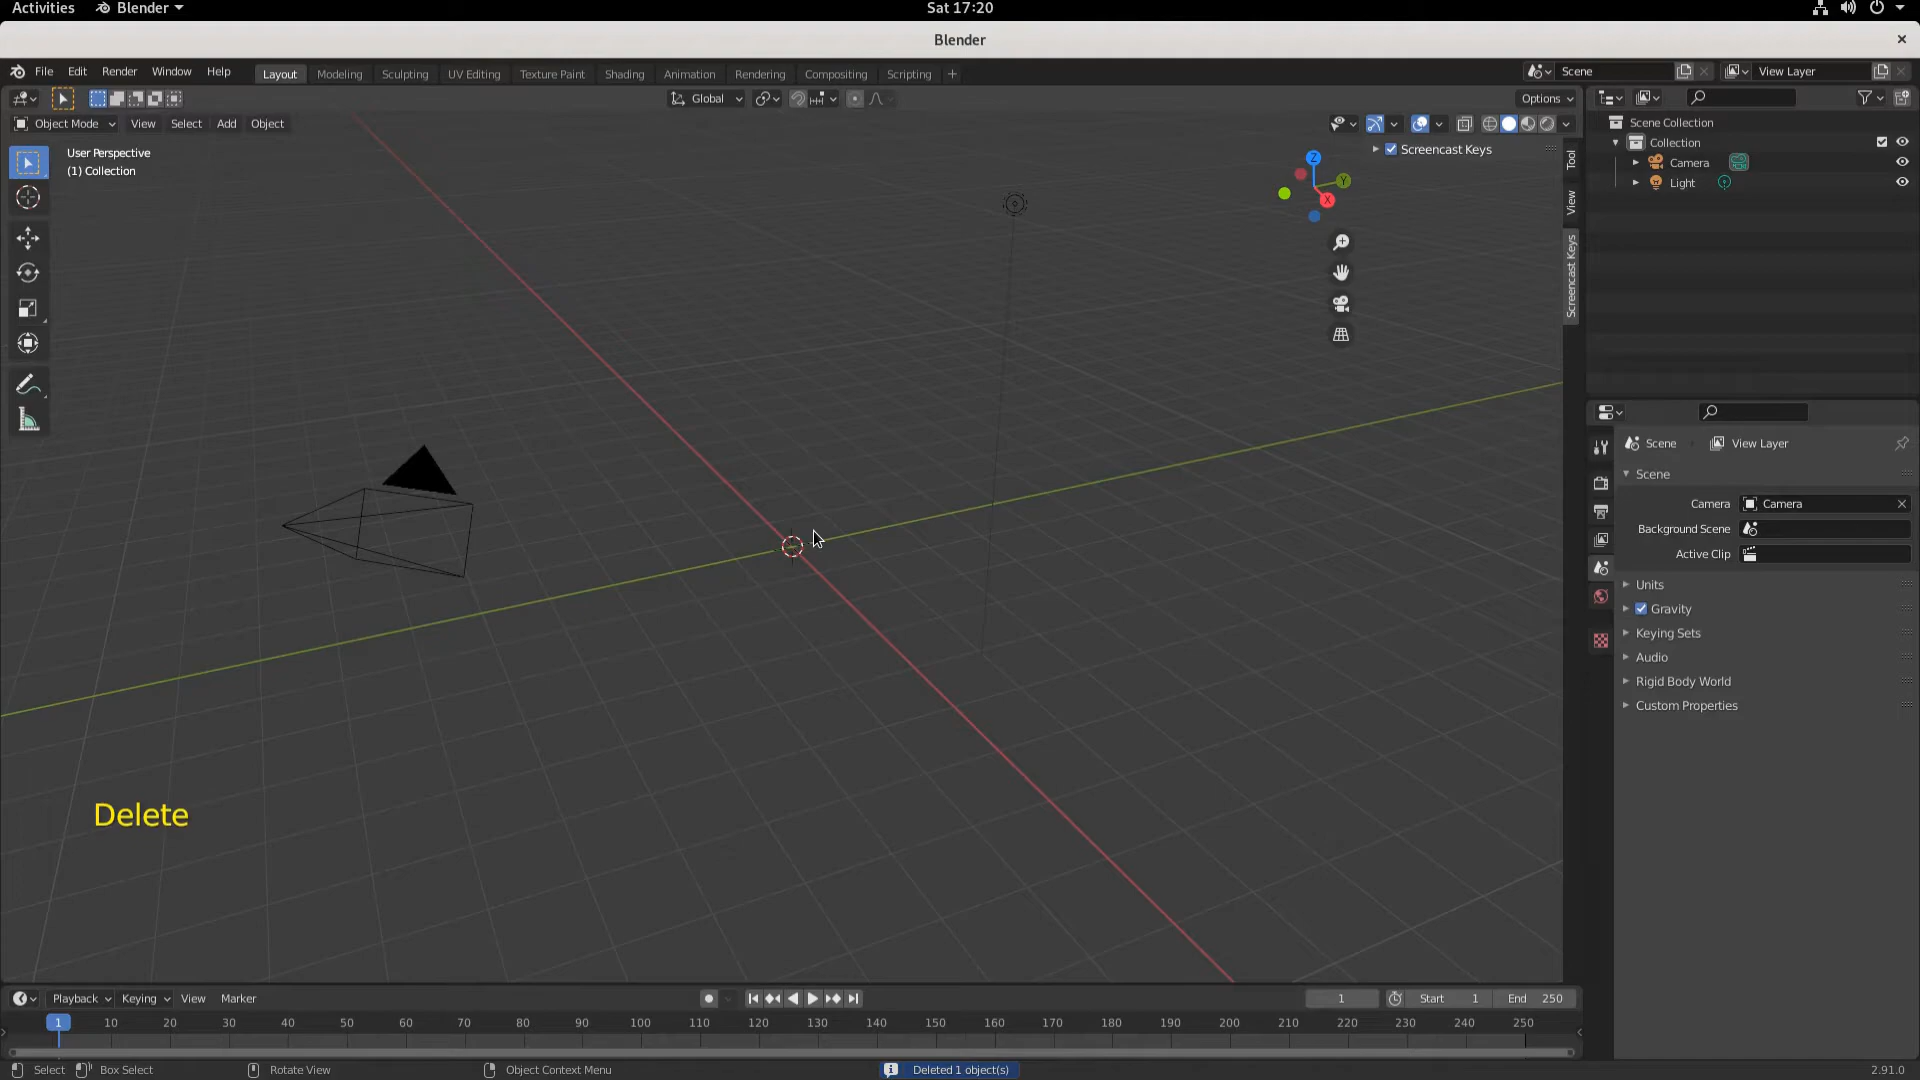 Activities Blender Sat 17:20
Blender
File Edit Render Window Help Layout Modeling Sculpting UV Editing Texture Paint Shading Animation Rendering Compositing Scripting + Scene View Layer
Global Options
Object Mode View Select Add Object
User Perspective
(1) Collection
Screencast Keys
Z
Y
X
Tool
View
Screencast Keys
Scene Collection
Collection
Camera
Light
Scene View Layer
Scene
Camera Camera
Background Scene
Active Clip
Units
Gravity
Keying Sets
Audio
Rigid Body World
Custom Properties
Delete
Playback Keying View Marker 1 Start 1 End 250
1 10 20 30 40 50 60 70 80 90 100 110 120 130 140 150 160 170 180 190 200 210 220 230 240 250
Select Box Select Rotate View Object Context Menu Deleted 1 object(s) 2.91.0